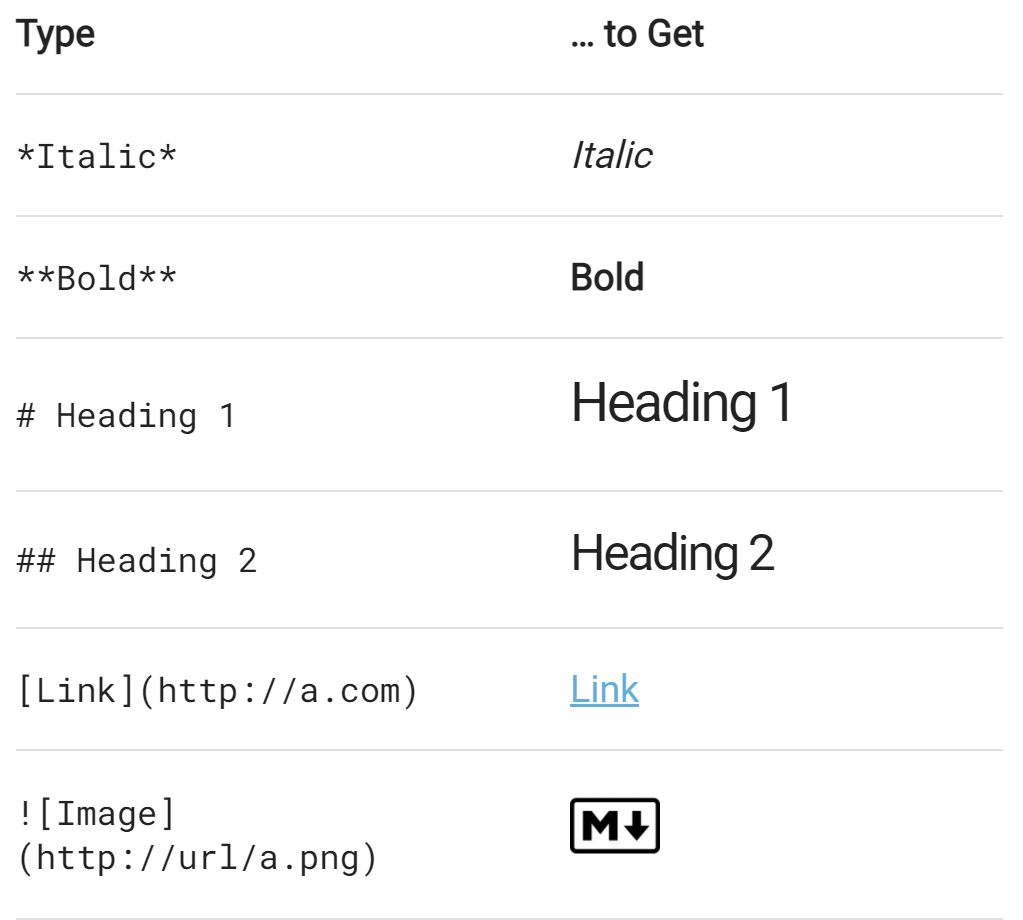 Type … to Get
*Italic* Italic
**Bold** Bold
# Heading 1 Heading 1
## Heading 2 Heading 2
[Link](http://a.com) Link
![Image]
(http://url/a.png) M